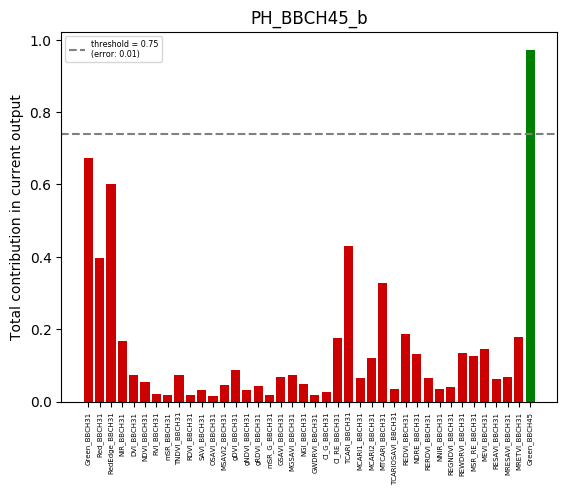 PH_BBCH45_b
threshold = 0.75
(error: 0.01)
Total contribution in current output
1.0
0.8
0.6
0.4
0.2
0.0
Green_BBCH31
Red_BBCH31
RedEdge_BBCH31
NIR_BBCH31
DVI_BBCH31
NDVI_BBCH31
RVI_BBCH31
mSR_BBCH31
TNDVI_BBCH31
RDVI_BBCH31
SAVI_BBCH31
OSAVI_BBCH31
MSAVI2_BBCH31
gDVI_BBCH31
gNDVI_BBCH31
gRDVI_BBCH31
mSR_G_BBCH31
GSAVI_BBCH31
MGSAVI_BBCH31
NGI_BBCH31
GWDRVI_BBCH31
CI_G_BBCH31
CI_RE_BBCH31
TCARI_BBCH31
MCARI1_BBCH31
MCARI2_BBCH31
MTCARI_BBCH31
TCARIOSAVI_BBCH31
REDVI_BBCH31
NDRE_BBCH31
RERDVI_BBCH31
NNIR_BBCH31
REGNDVI_BBCH31
REWDRVI_BBCH31
MSR_RE_BBCH31
MEVI_BBCH31
RESAVI_BBCH31
MRESAVI_BBCH31
MRETVI_BBCH31
Green_BBCH45